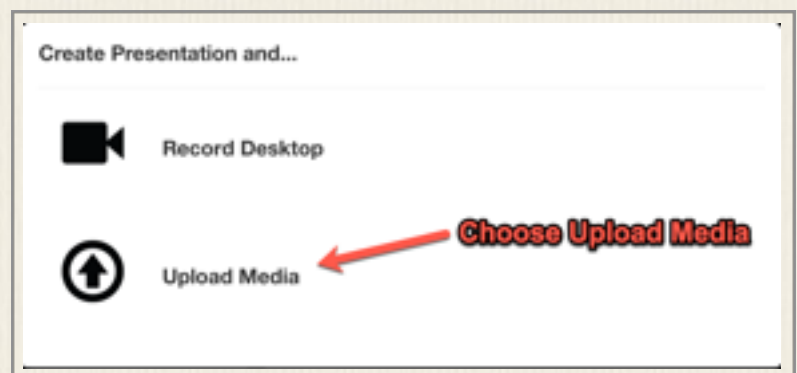 Create Presentation and...
Record Desktop
Choose Upload Media
Upload Media